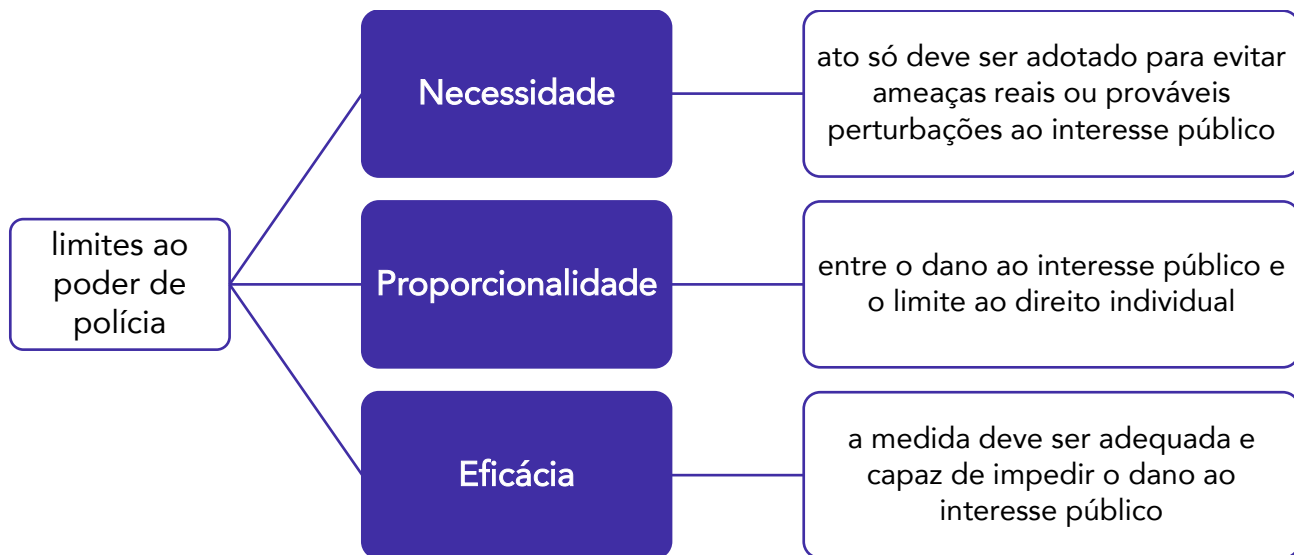 limites ao
poder de
polícia
Necessidade
ato só deve ser adotado para evitar
ameaças reais ou prováveis
perturbações ao interesse público
Proporcionalidade
entre o dano ao interesse público e
o limite ao direito individual
Eficácia
a medida deve ser adequada e
capaz de impedir o dano ao
interesse público